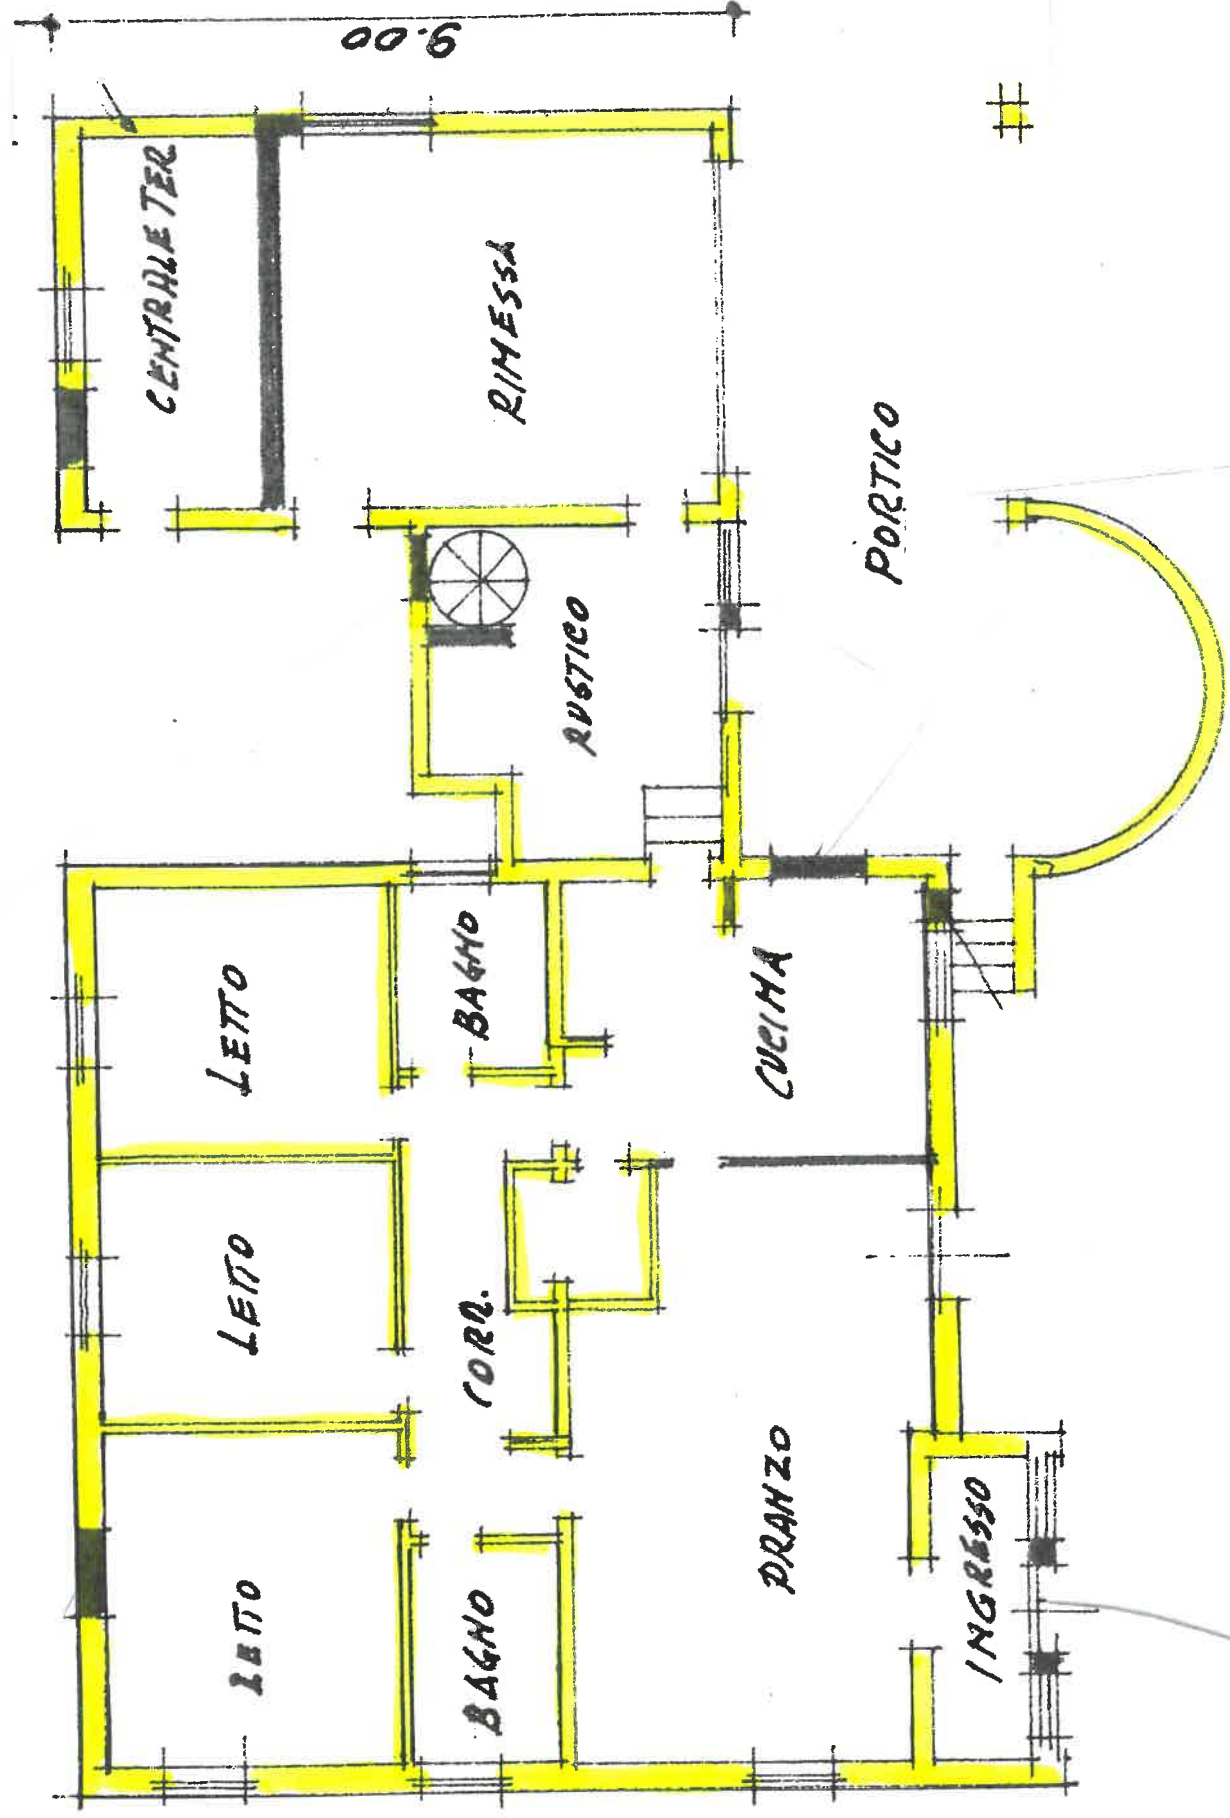 LETTO
LETTO
LETTO
CENTRALE TER
BAGNO
CORR.
BAGNO
RUSTICO
RIMESSA
9.00
PRANZO
CUCINA
PORTICO
INGRESSO